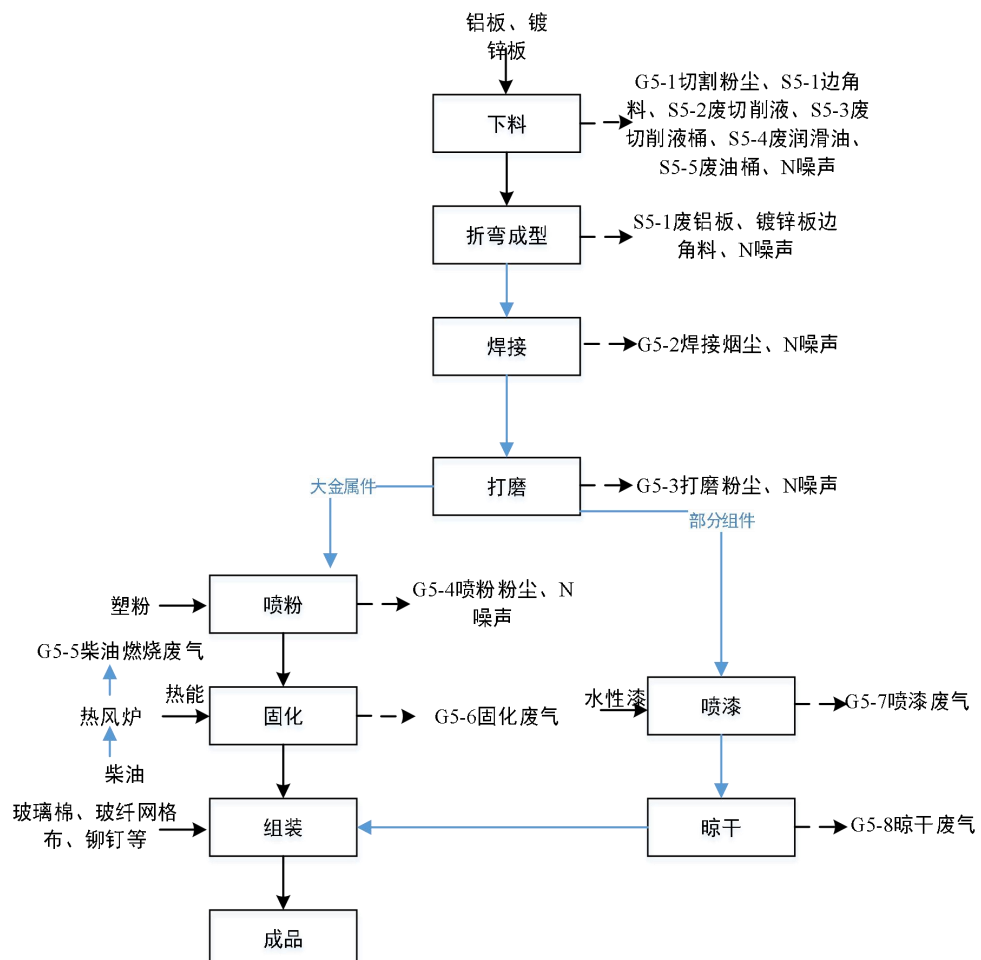 铝板、镀
锌板
下料
G5-1切割粉尘、S5-1边角
料、S5-2废切削液、S5-3废
切削液桶、S5-4废润滑油、
S5-5废油桶、N噪声
折弯成型
S5-1废铝板、镀锌板边
角料、N噪声
焊接
G5-2焊接烟尘、N噪声
打磨
G5-3打磨粉尘、N噪声
大金属件
部分组件
塑粉
喷粉
G5-4喷粉粉尘、N
噪声
G5-5柴油燃烧废气
热风炉
热能
柴油
固化
G5-6固化废气
水性漆
喷漆
G5-7喷漆废气
玻璃棉、玻纤网格
布、铆钉等
组装
晾干
G5-8晾干废气
成品